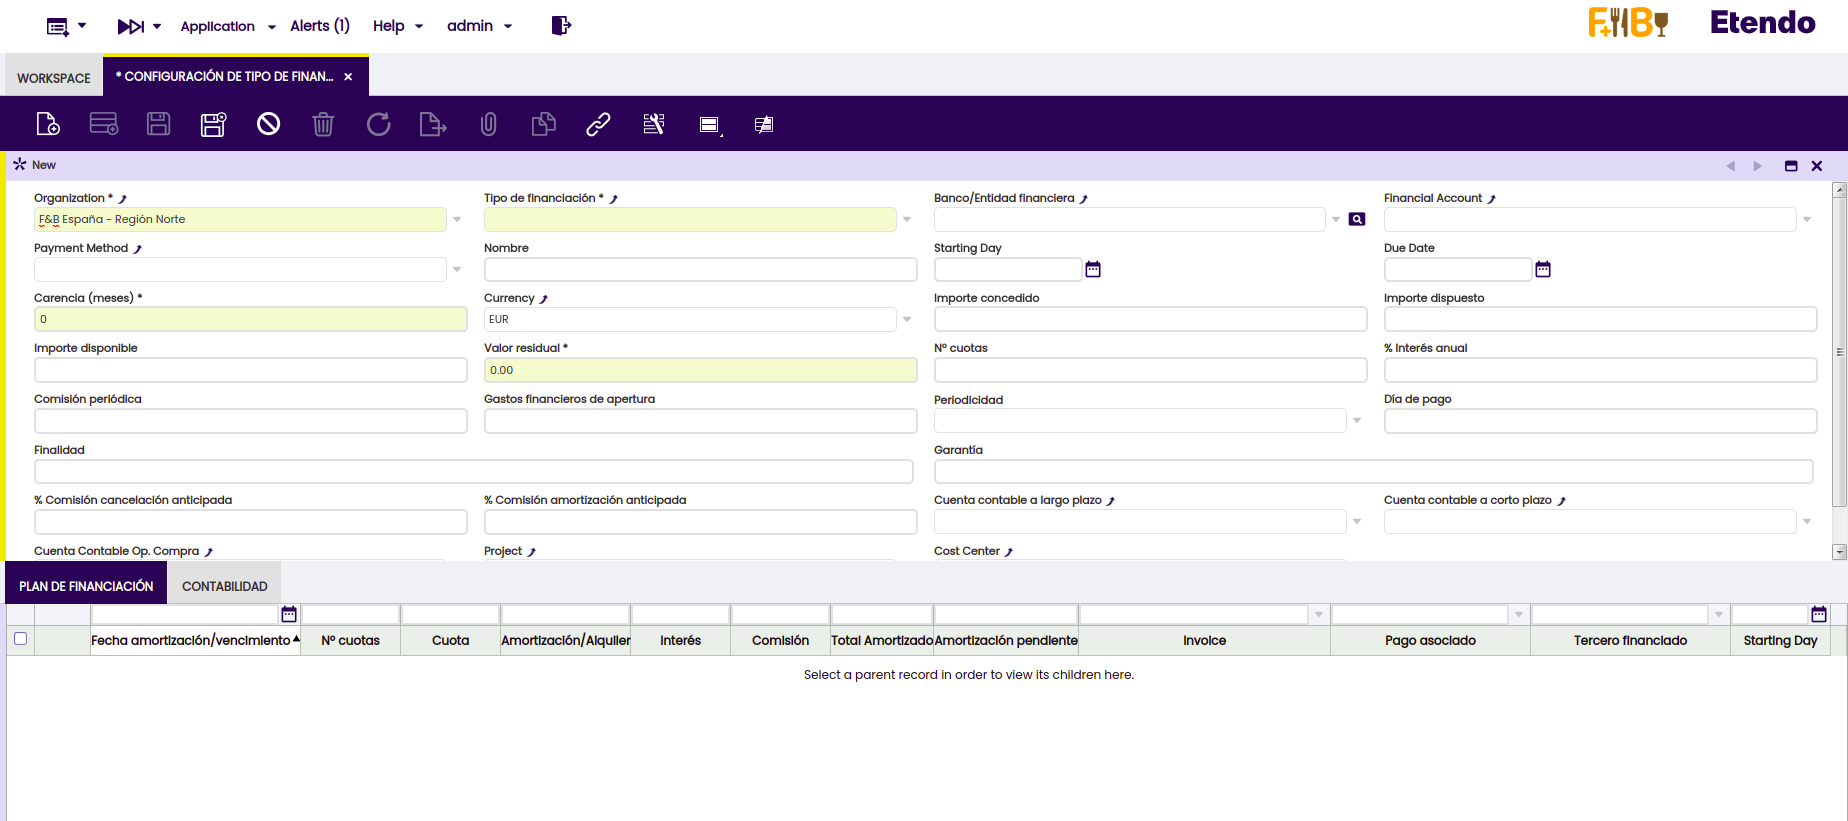 Application Alerts (1) Help admin F&B Etendo
WORKSPACE * CONFIGURACIÓN DE TIPO DE FINAN...
New
Organization * Tipo de financiación * Banco/Entidad financiera Financial Account
F&B España - Región Norte
Payment Method Nombre Starting Day Due Date
Carencia (meses) * Currency Importe concedido Importe dispuesto
0 EUR
Importe disponible Valor residual * Nº cuotas % Interés anual
0.00
Comisión periódica Gastos financieros de apertura Periodicidad Día de pago
Finalidad Garantía
% Comisión cancelación anticipada % Comisión amortización anticipada Cuenta contable a largo plazo Cuenta contable a corto plazo
Cuenta Contable Op. Compra Project Cost Center
PLAN DE FINANCIACIÓN CONTABILIDAD
Fecha amortización/vencimiento Nº cuotas Cuota Amortización/Alquiler Interés Comisión Total Amortizado Amortización pendiente Invoice Pago asociado Tercero financiado Starting Day
Select a parent record in order to view its children here.